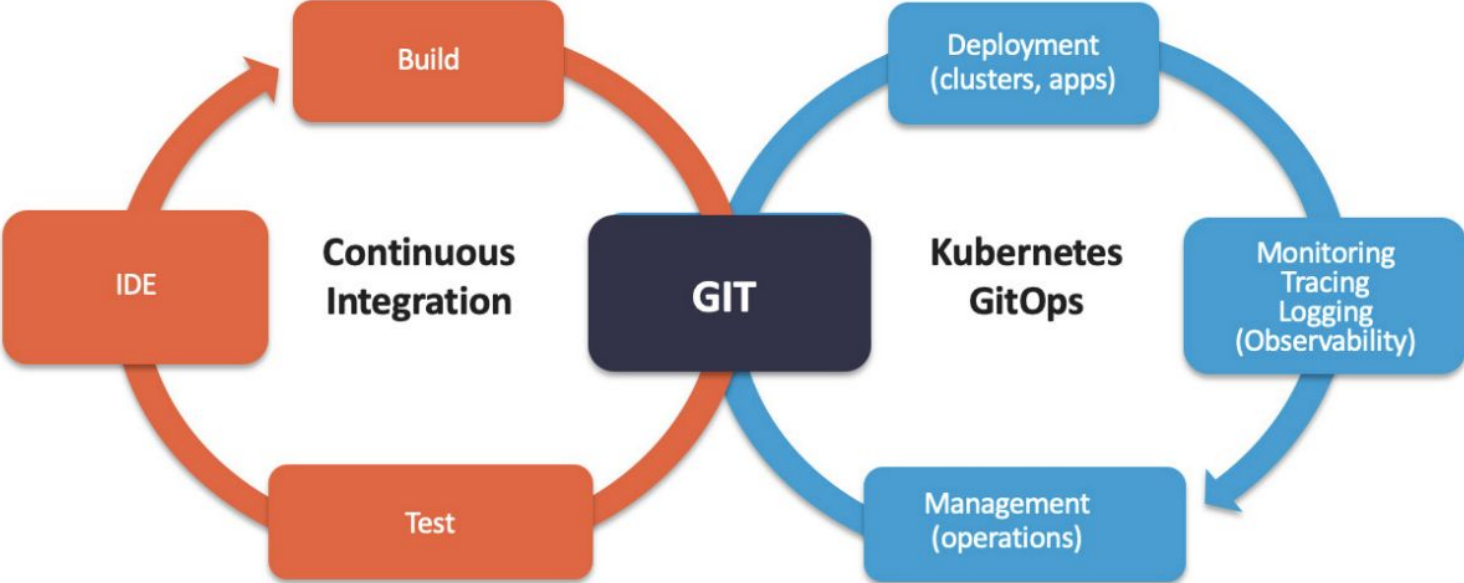 Build
Deployment
(clusters, apps)
IDE
Continuous
Integration
GIT
Kubernetes
GitOps
Monitoring
Tracing
Logging
(Observability)
Test
Management
(operations)